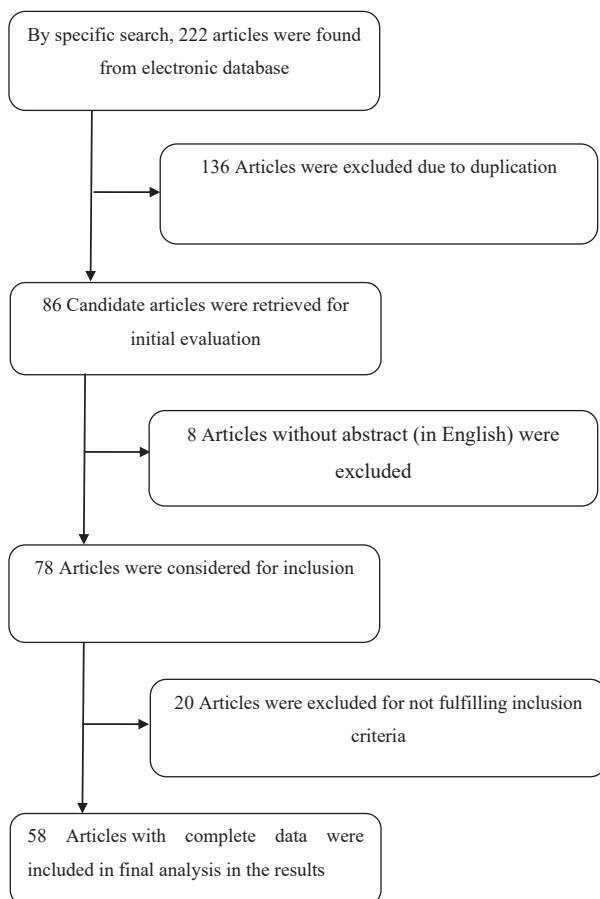 By specific search, 222 articles were found
from electronic database
136 Articles were excluded due to duplication
86 Candidate articles were retrieved for
initial evaluation
8 Articles without abstract (in English) were
excluded
78 Articles were considered for inclusion
20 Articles were excluded for not fulfilling inclusion
criteria
58 Articles with complete data were
included in final analysis in the results